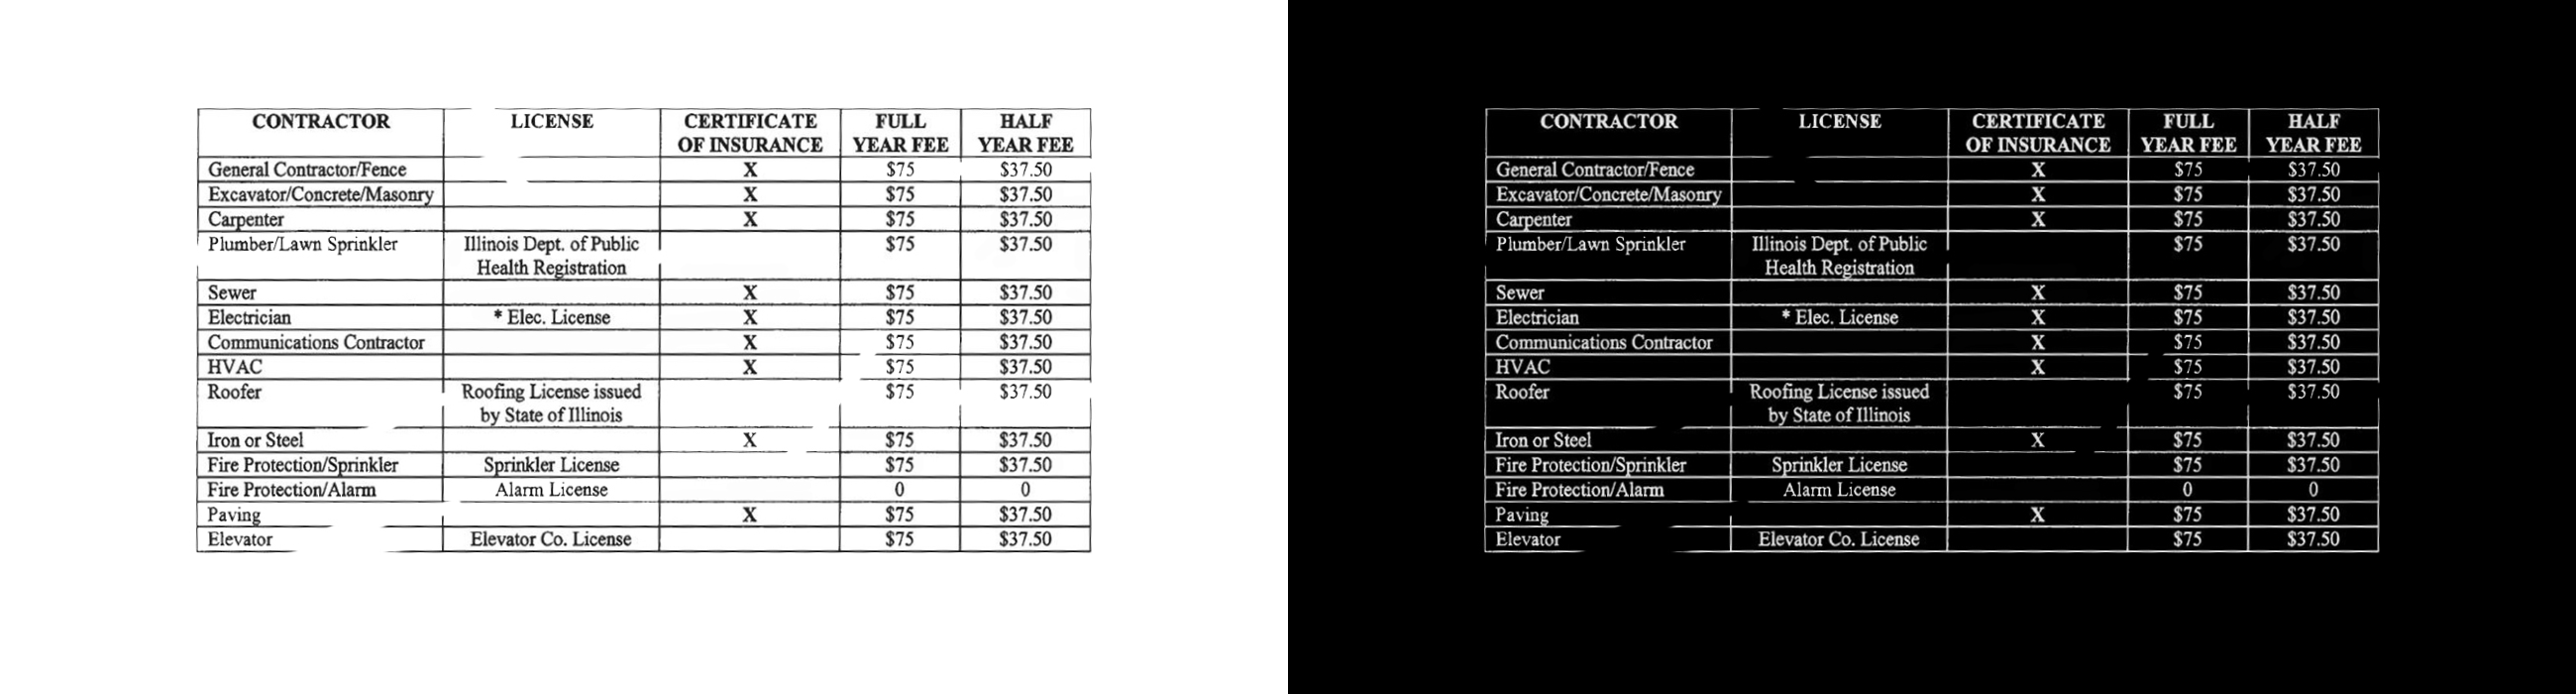 CONTRACTOR LICENSE CERTIFICATE OF INSURANCE FULL YEAR FEE HALF YEAR FEE
General Contractor/Fence X $75 $37.50
Excavator/Concrete/Masonry X $75 $37.50
Carpenter X $75 $37.50
Plumber/Lawn Sprinkler Illinois Dept. of Public Health Registration $75 $37.50
Sewer X $75 $37.50
Electrician * Elec. License X $75 $37.50
Communications Contractor X $75 $37.50
HVAC X $75 $37.50
Roofer Roofing License issued by State of Illinois $75 $37.50
Iron or Steel X $75 $37.50
Fire Protection/Sprinkler Sprinkler License $75 $37.50
Fire Protection/Alarm Alarm License 0 0
Paving X $75 $37.50
Elevator Elevator Co. License $75 $37.50
CONTRACTOR LICENSE CERTIFICATE OF INSURANCE FULL YEAR FEE HALF YEAR FEE
General Contractor/Fence X $75 $37.50
Excavator/Concrete/Masonry X $75 $37.50
Carpenter X $75 $37.50
Plumber/Lawn Sprinkler Illinois Dept. of Public Health Registration $75 $37.50
Sewer X $75 $37.50
Electrician * Elec. License X $75 $37.50
Communications Contractor X $75 $37.50
HVAC X $75 $37.50
Roofer Roofing License issued by State of Illinois $75 $37.50
Iron or Steel X $75 $37.50
Fire Protection/Sprinkler Sprinkler License $75 $37.50
Fire Protection/Alarm Alarm License 0 0
Paving X $75 $37.50
Elevator Elevator Co. License $75 $37.50